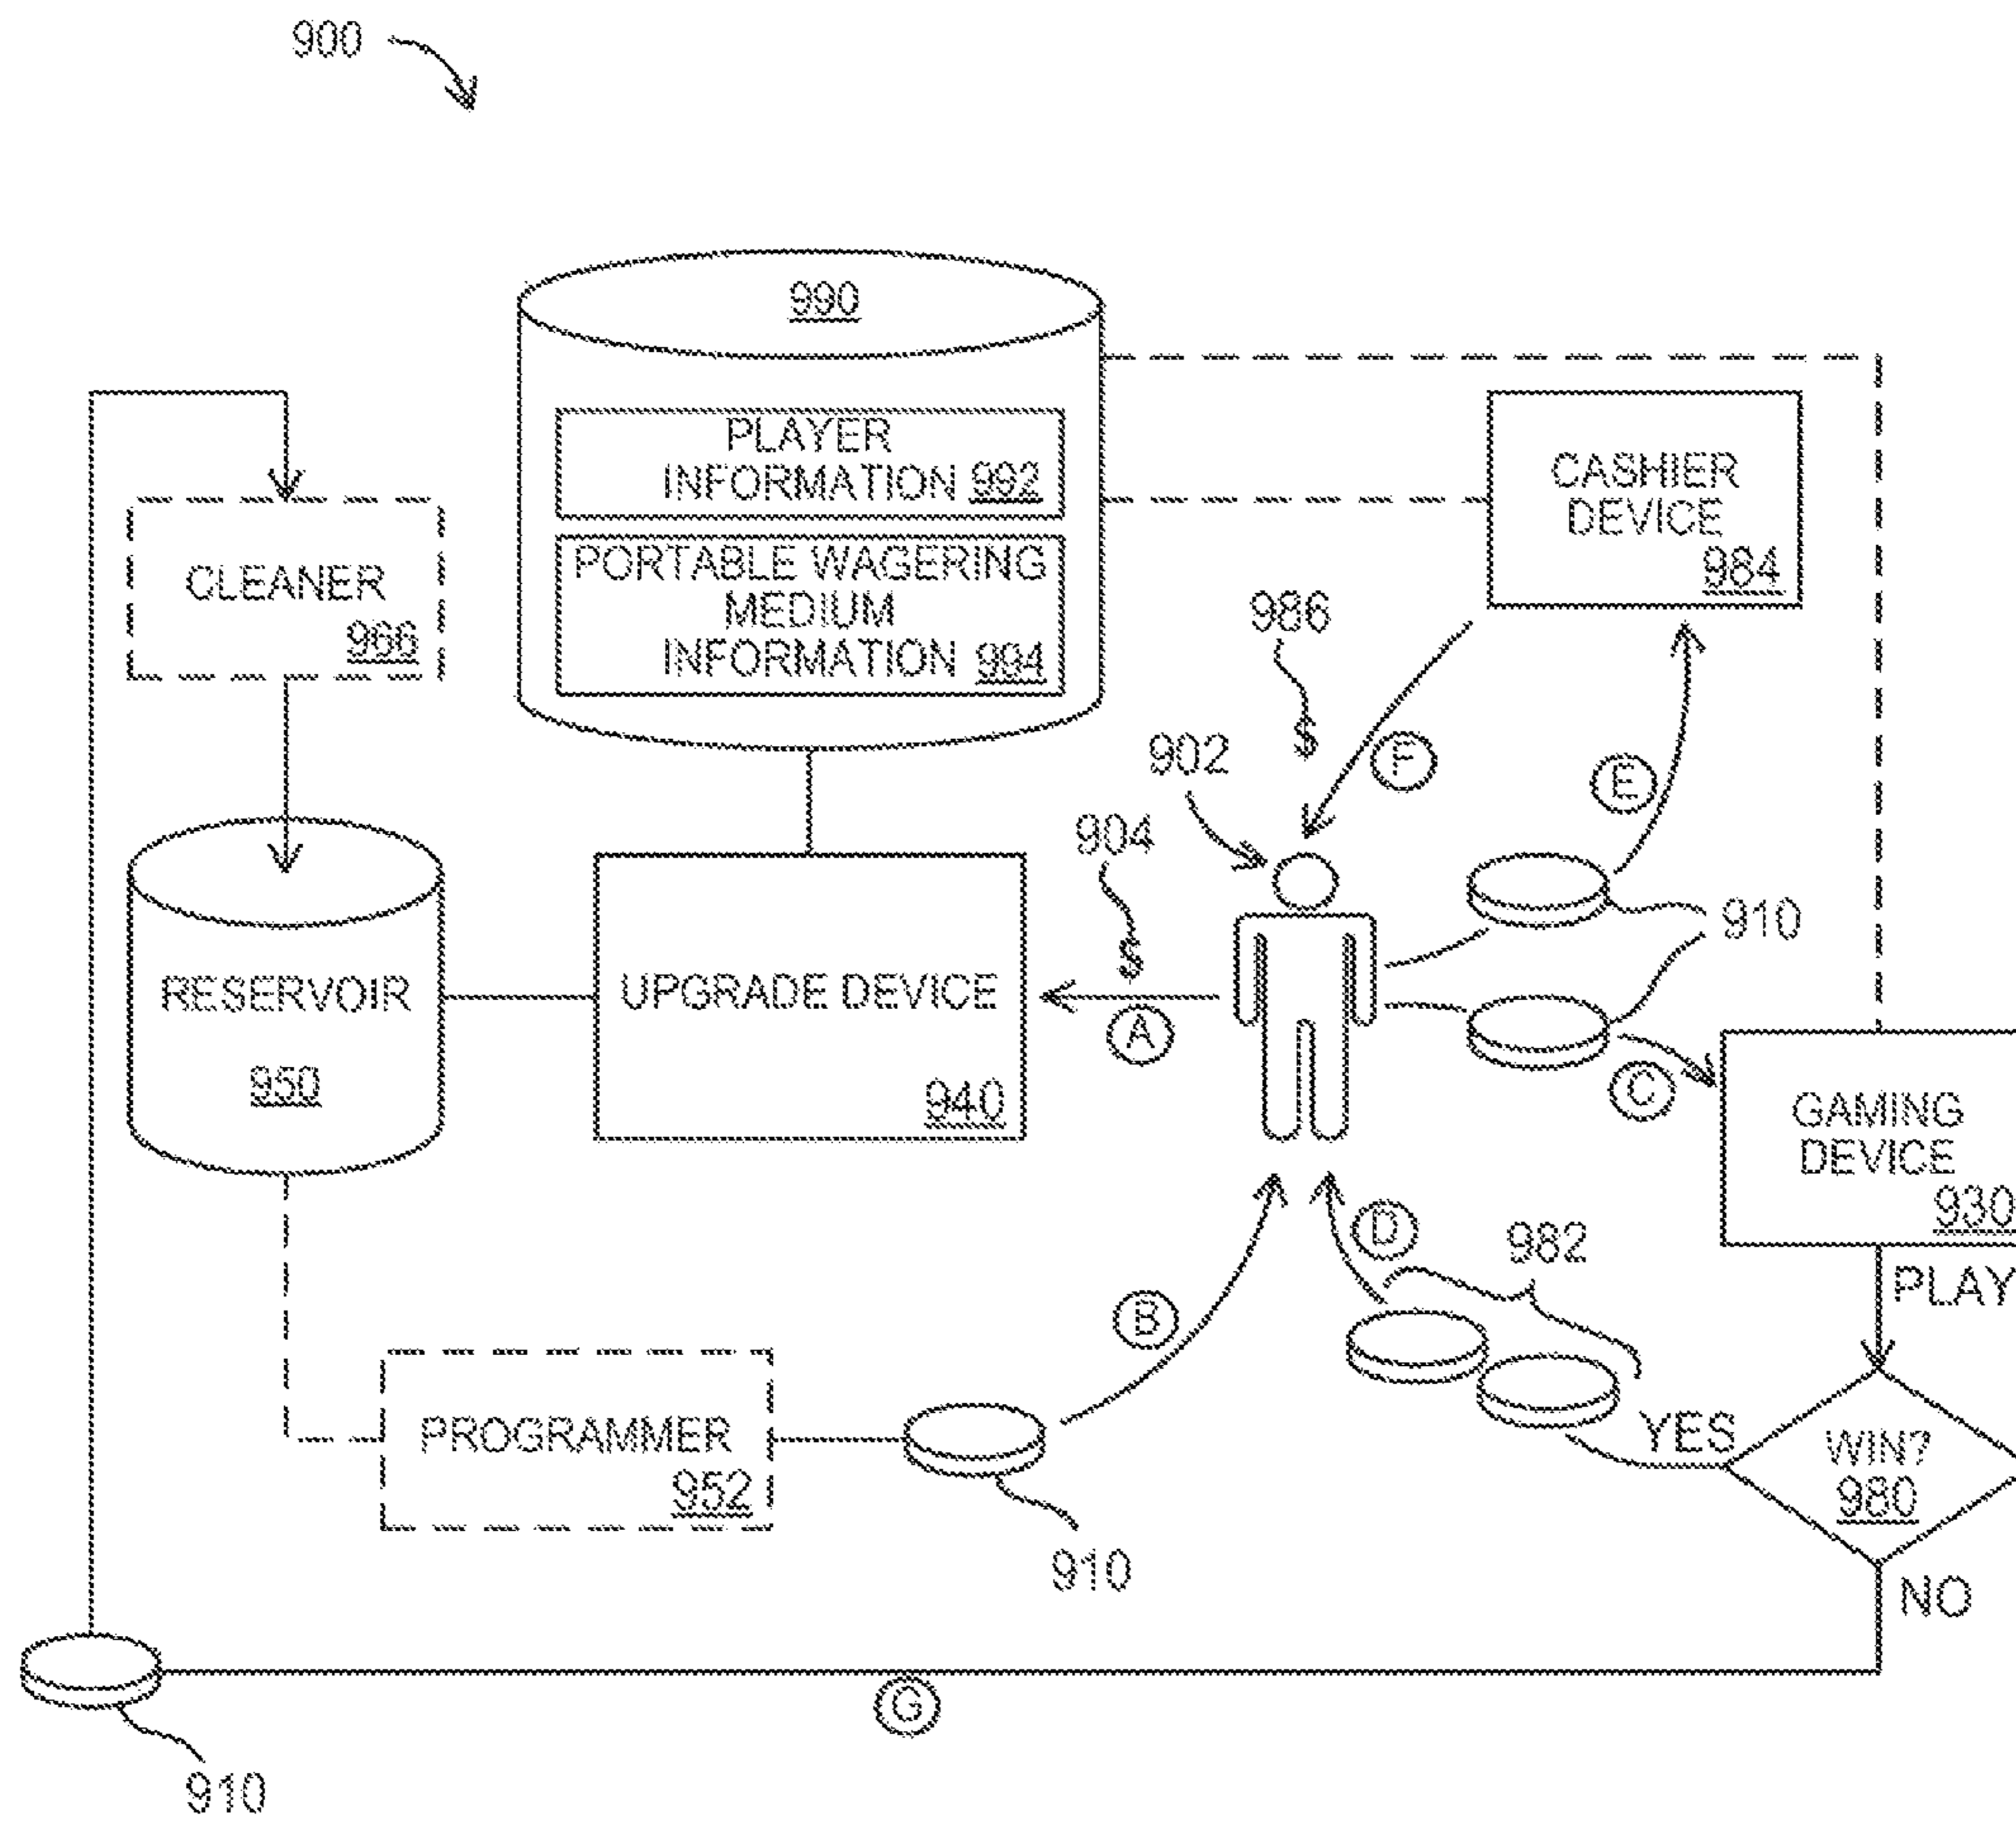 900
990
PLAYER
INFORMATION 992
PORTABLE WAGERING
MEDIUM
INFORMATION 994
CASHIER
DEVICE
984
CLEANER
966
986
$
F
E
902
904
$
A
910
RESERVOIR
950
UPGRADE DEVICE
940
C
GAMING
DEVICE
930
PLAY
D
982
B
PROGRAMMER
952
910
YES
WIN?
980
NO
G
910